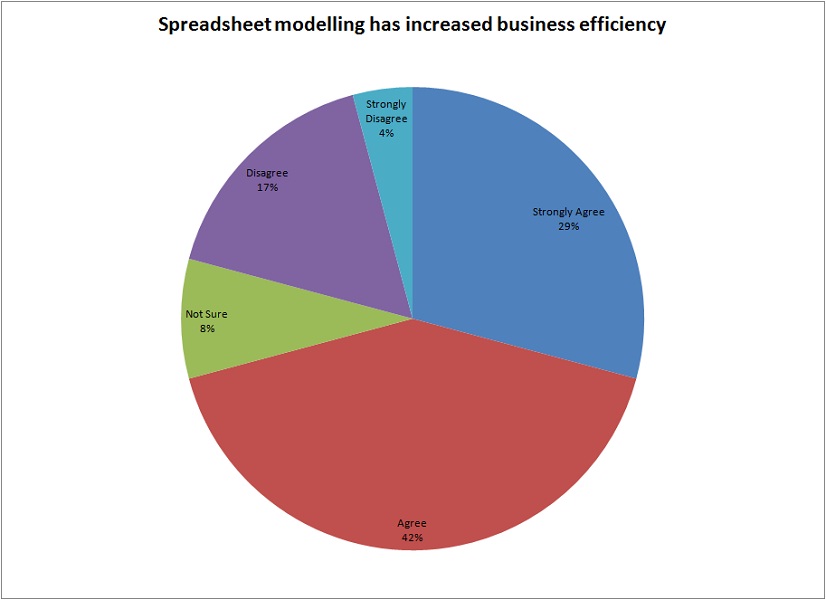 Spreadsheet modelling has increased business efficiency
Strongly
Disagree
4%
Disagree
17%
Strongly Agree
29%
Not Sure
8%
Agree
42%